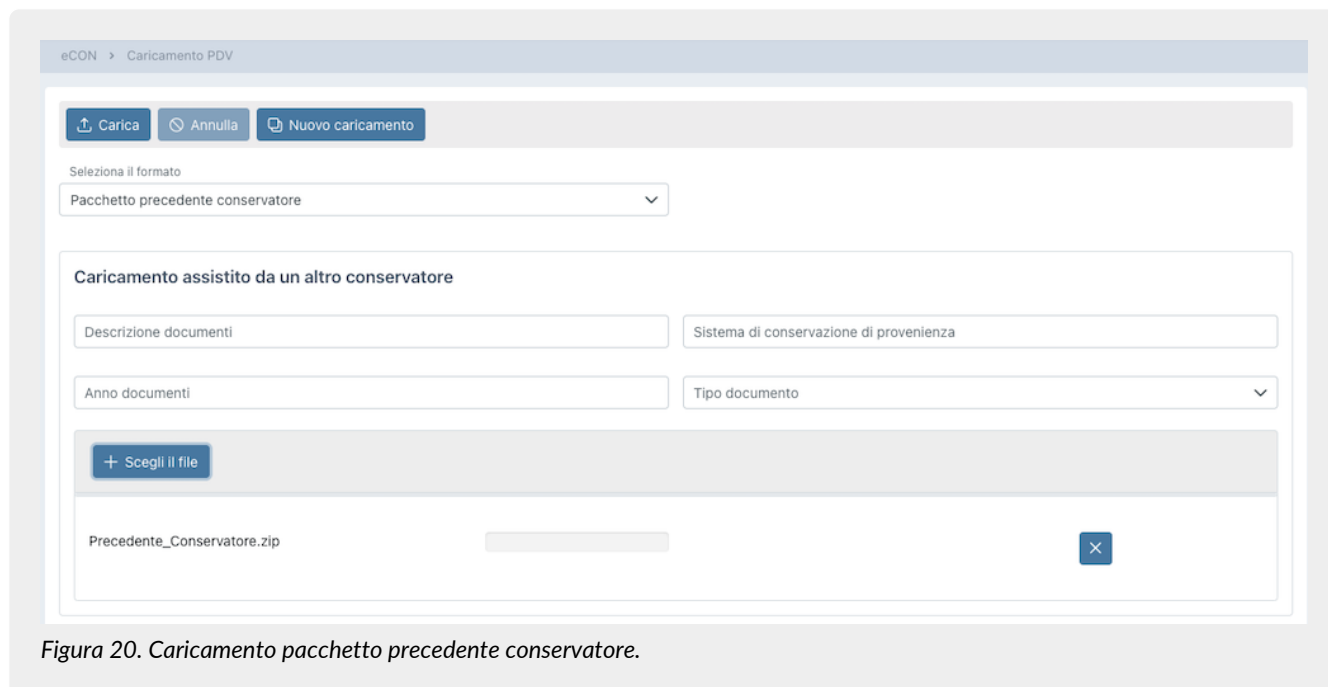 eCON > Caricamento PDV
Carica Annulla Nuovo caricamento
Seleziona il formato
Pacchetto precedente conservatore
Caricamento assistito da un altro conservatore
Descrizione documenti Sistema di conservazione di provenienza
Anno documenti Tipo documento
+ Scegli il file
Precedente_Conservatore.zip
Figura 20. Caricamento pacchetto precedente conservatore.